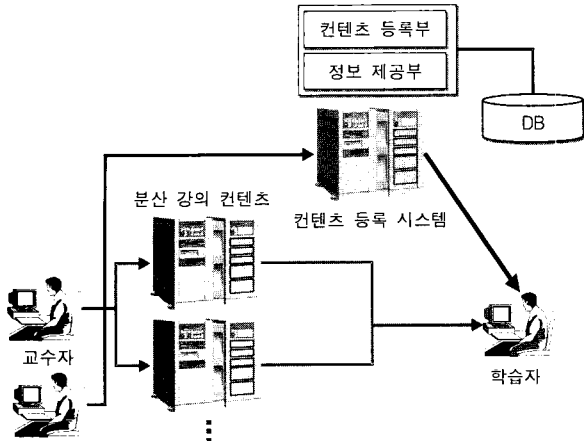 컨텐츠 등록부
정보 제공부
DB
분산 강의 컨텐츠
컨텐츠 등록 시스템
교수자
학습자